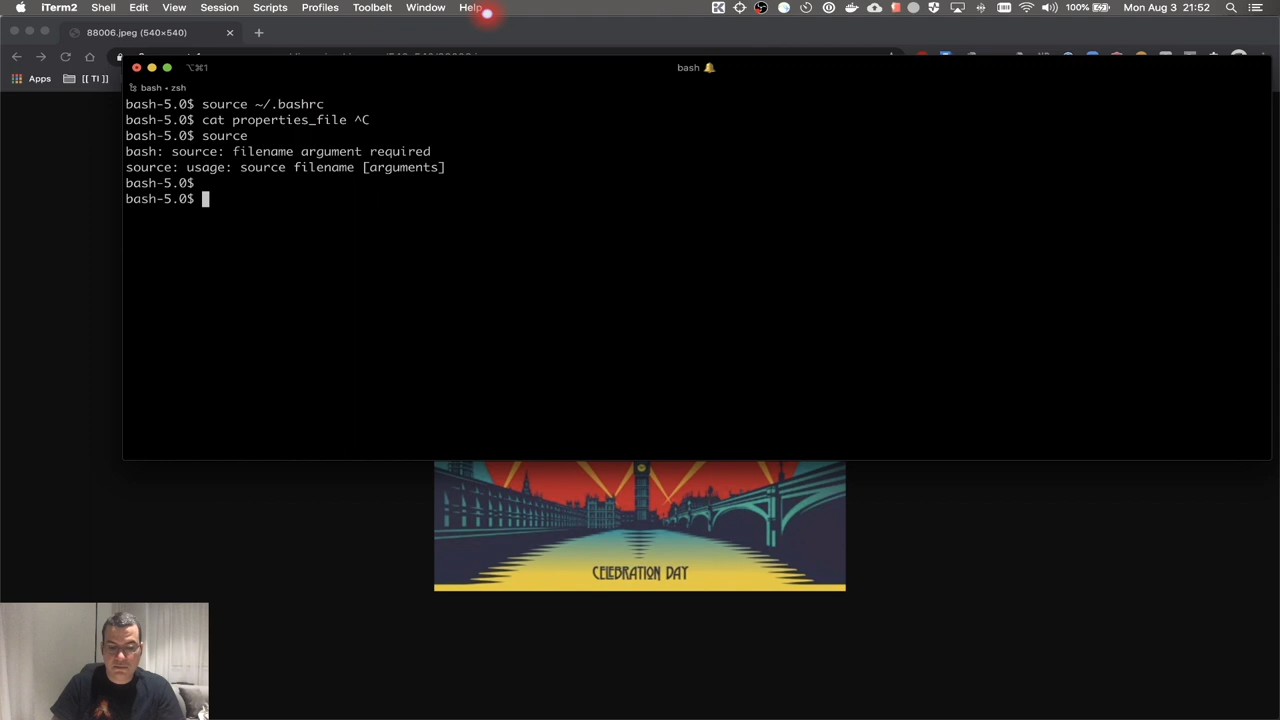 iTerm2 Shell Edit View Session Scripts Profiles Toolbelt Window Help 100% Mon Aug 3 21:52
88006.jpeg (540×540)
Apps [[ TI ]]
⌥⌘1 bash
bash • zsh
bash-5.0$ source ~/.bashrc
bash-5.0$ cat properties_file ^C
bash-5.0$ source
bash: source: filename argument required
source: usage: source filename [arguments]
bash-5.0$
bash-5.0$
CELEBRATION DAY